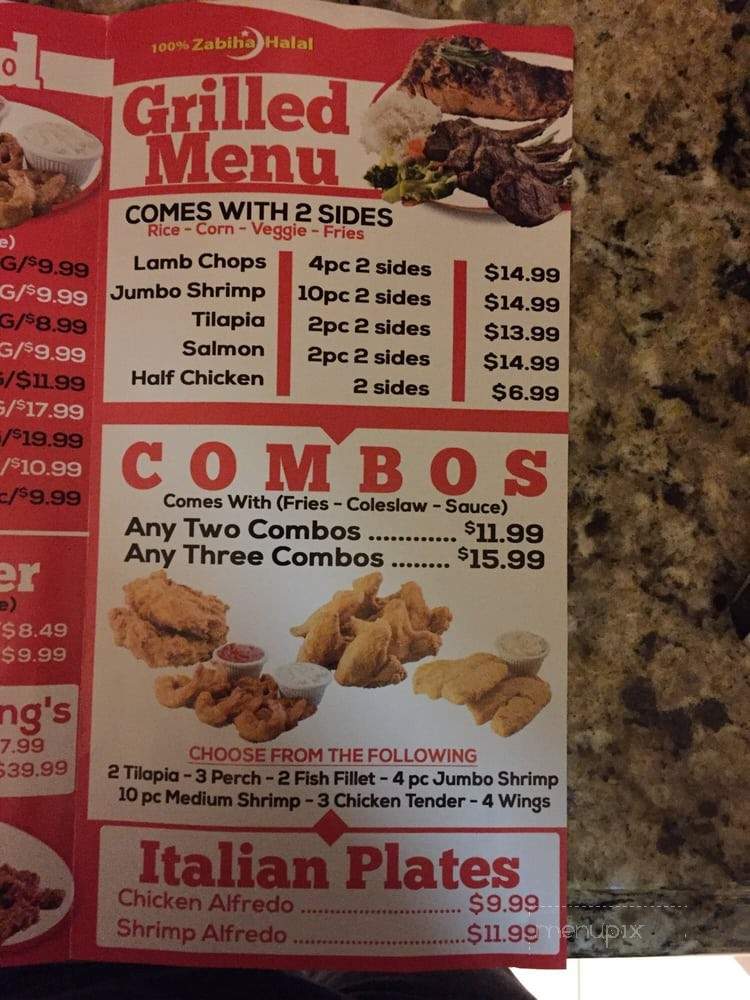 d
e)
G/$9.99
G/$9.99
G/$8.99
G/$9.99
/$11.99
/$17.99
/$19.99
/$10.99
c/$9.99
er
e)
/$8.49
$9.99
ng's
7.99
$39.99
100% Zabiha Halal
Grilled
Menu
COMES WITH 2 SIDES
Rice - Corn - Veggie - Fries
Lamb Chops 4pc 2 sides $14.99
Jumbo Shrimp 10pc 2 sides $14.99
Tilapia 2pc 2 sides $13.99
Salmon 2pc 2 sides $14.99
Half Chicken 2 sides $6.99
COMBOS
Comes With (Fries - Coleslaw - Sauce)
Any Two Combos ............ $11.99
Any Three Combos ........ $15.99
CHOOSE FROM THE FOLLOWING
2 Tilapia - 3 Perch - 2 Fish Fillet - 4 pc Jumbo Shrimp
10 pc Medium Shrimp - 3 Chicken Tender - 4 Wings
Italian Plates
Chicken Alfredo ............................ $9.99
Shrimp Alfredo ..............................$11.99
menupix